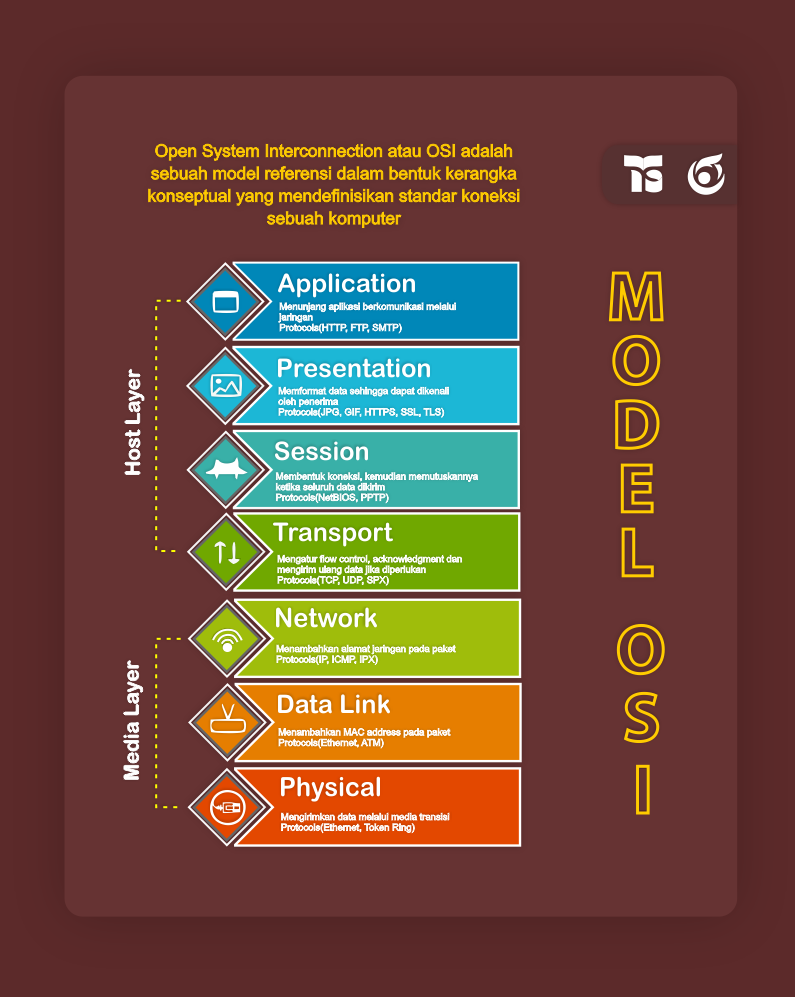 Open System Interconnection atau OSI adalah
sebuah model referensi dalam bentuk kerangka
konseptual yang mendefinisikan standar koneksi
sebuah komputer
MODEL OSI
Host Layer
Application
Menunjang aplikasi berkomunikasi melalui
jaringan
Protocols(HTTP, FTP, SMTP)
Presentation
Memformat data sehingga dapat dikenali
oleh penerima
Protocols(JPG, GIF, HTTPS, SSL, TLS)
Session
Membentuk koneksi, kemudian memutuskannya
ketika seluruh data dikirim
Protocols(NetBIOS, PPTP)
Transport
Mengatur flow control, acknowledgment dan
mengirim ulang data jika diperlukan
Protocols(TCP, UDP, SPX)
Media Layer
Network
Menambahkan alamat jaringan pada paket
Protocols(IP, ICMP, IPX)
Data Link
Menambahkan MAC address pada paket
Protocols(Ethernet, ATM)
Physical
Mengirimkan data melalui media transisi
Protocols(Ethernet, Token Ring)